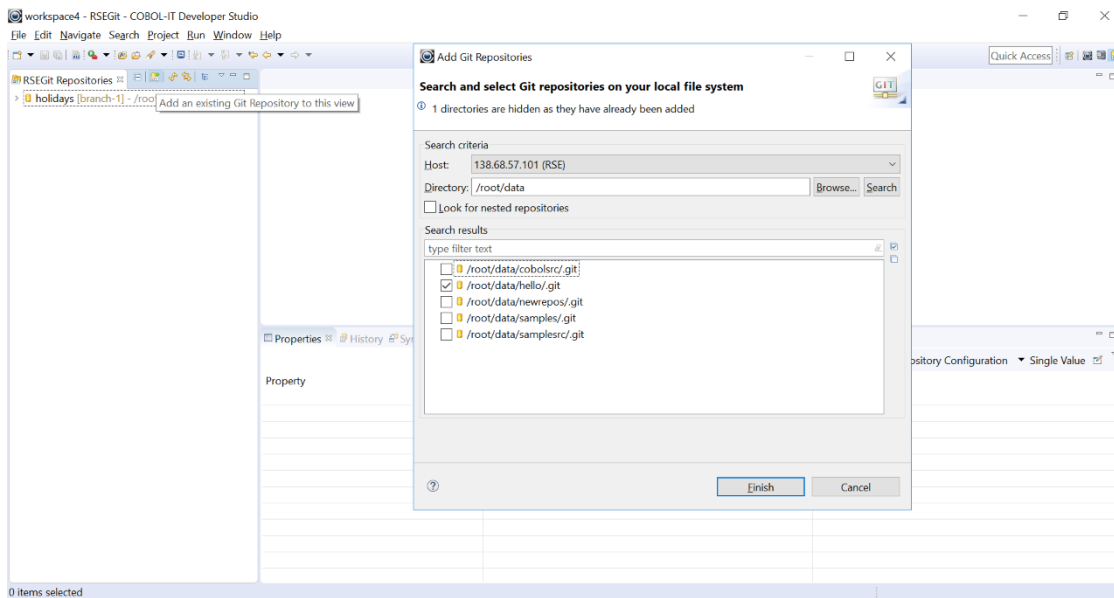 workspace4 - RSEGit - COBOL-IT Developer Studio
File Edit Navigate Search Project Run Window Help
Quick Access
RSEGit Repositories
holidays [branch-1] - /root
Add an existing Git Repository to this view
Add Git Repositories
Search and select Git repositories on your local file system
GIT
1 directories are hidden as they have already been added
Search criteria
Host: 138.68.57.101 (RSE)
Directory: /root/data Browse... Search
Look for nested repositories
Search results
type filter text
/root/data/cobolsrc/.git
/root/data/hello/.git
/root/data/newrepos/.git
/root/data/samples/.git
/root/data/samplesrc/.git
Finish Cancel
Properties History Syn
ository Configuration Single Value
Property
0 items selected